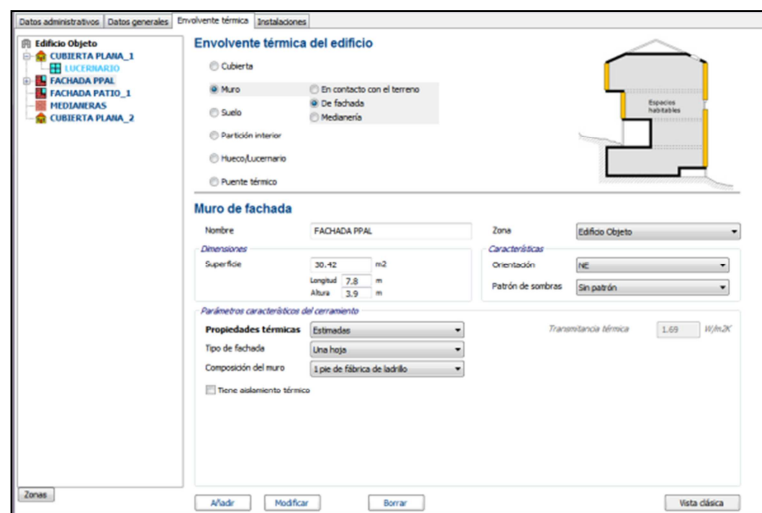 Datos administrativos Datos generales Envolvente térmica Instalaciones
Edificio Objeto
CUBIERTA PLANA_1
LUCERNARIO
FACHADA PPAL
FACHADA PATIO_1
MEDIANERAS
CUBIERTA PLANA_2
Zonas
Envolvente térmica del edificio
Cubierta
Muro
En contacto con el terreno
De fachada
Medianería
Suelo
Partición interior
Hueco/Lucernario
Puente térmico
Espacios
habitables
Muro de fachada
Nombre FACHADA PPAL Zona Edificio Objeto
Dimensiones
Superficie 30.42 m2
Longitud 7.8 m
Altura 3.9 m
Características
Orientación NE
Patrón de sombras Sin patrón
Parámetros característicos del cerramiento
Propiedades térmicas Estimadas Transmitancia térmica 1.69 W/m2K
Tipo de fachada Una hoja
Composición del muro 1 pie de fábrica de ladrillo
Tiene aislamiento térmico
Añadir Modificar Borrar Vista clásica